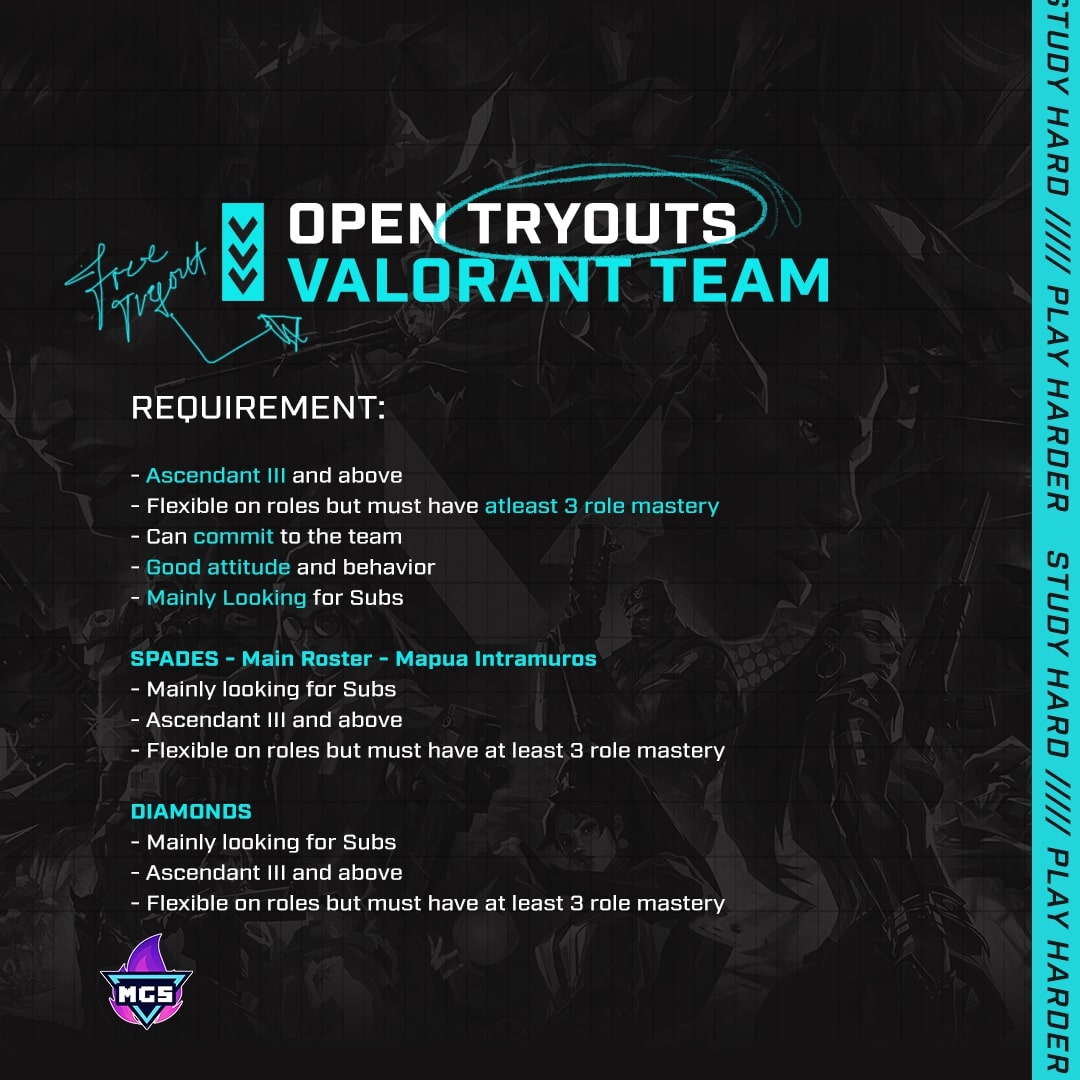 OPEN TRYOUTS
VALORANT TEAM
Free
Tryout
REQUIREMENT:
- Ascendant III and above
- Flexible on roles but must have atleast 3 role mastery
- Can commit to the team
- Good attitude and behavior
- Mainly Looking for Subs
SPADES - Main Roster - Mapua Intramuros
- Mainly looking for Subs
- Ascendant III and above
- Flexible on roles but must have at least 3 role mastery
DIAMONDS
- Mainly looking for Subs
- Ascendant III and above
- Flexible on roles but must have at least 3 role mastery
MGS
STUDY HARD ///// PLAY HARDER
STUDY HARD ///// PLAY HARDER